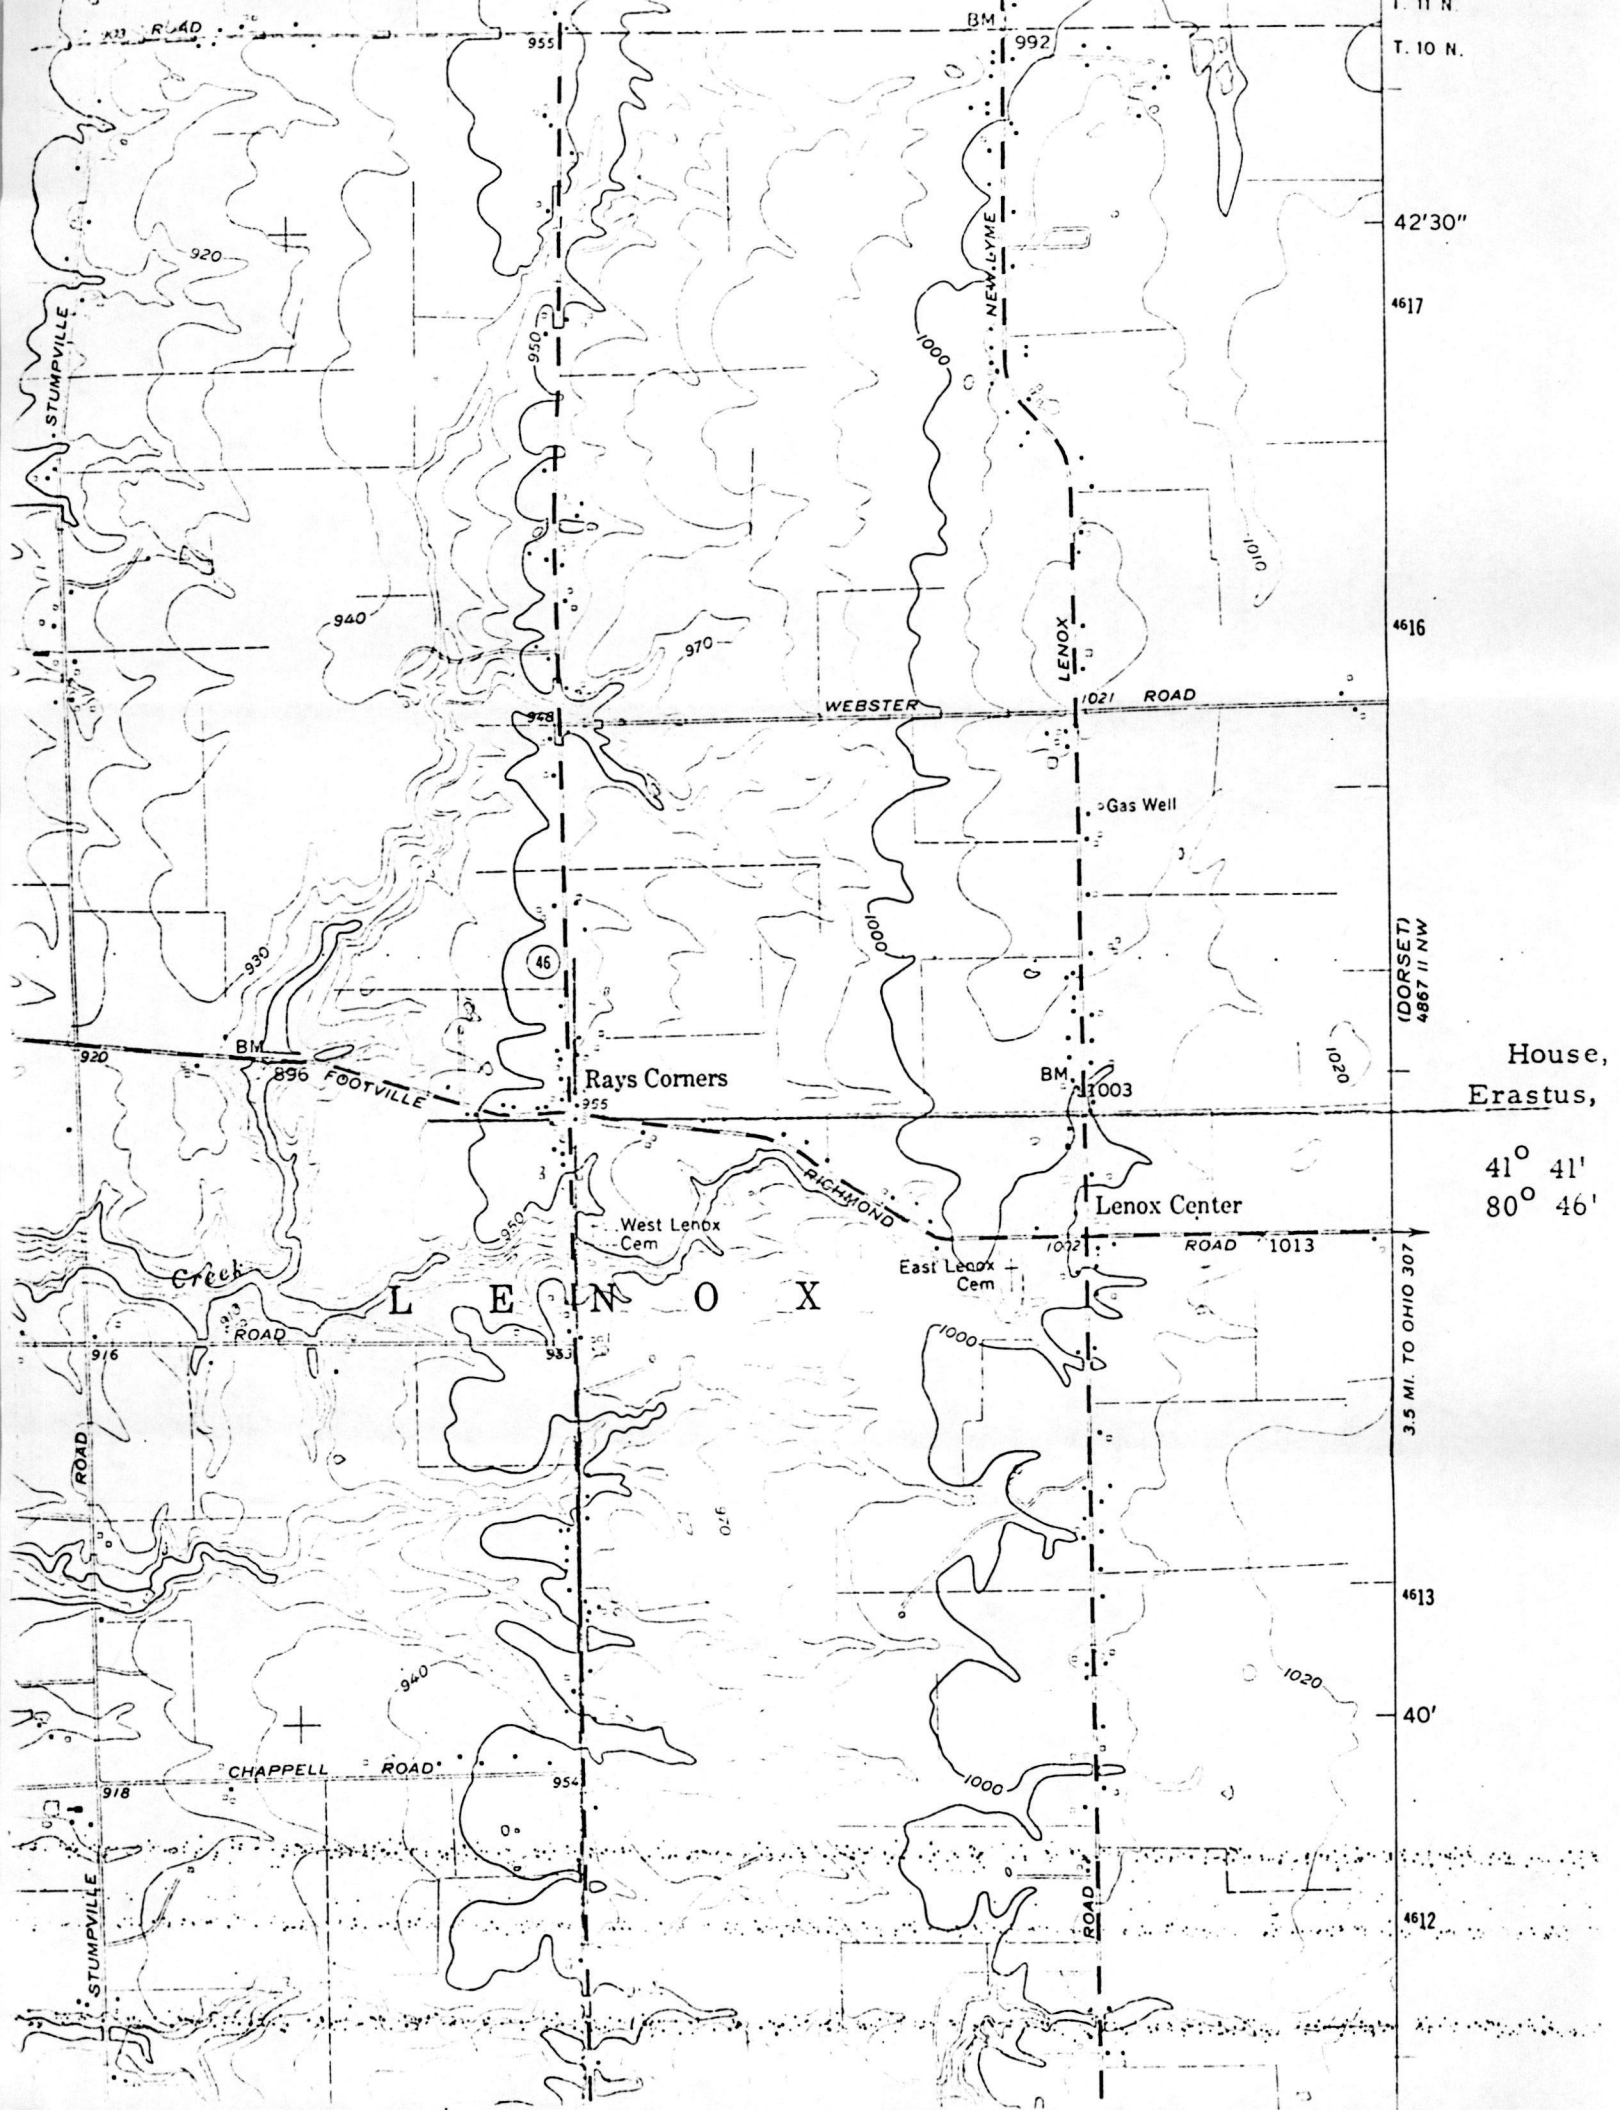 T. 11 N.
ROAD
955
BM
992
T. 10 N.
42'30"
920
NEW LYME
4617
STUMPVILLE
950
1000
1010
940
970
LENOX
4616
WEBSTER
1021 ROAD
948
Gas Well
1000
(DORSET)
4867 II NW
930
46
House,
Erastus,
41° 41'
80° 46'
920
BM
896
FOOTVILLE
Rays Corners
955
BM
1003
1020
RICHMOND
Lenox Center
950
West Lenox
Cem
ROAD 1013
East Lenox
Cem
Creek
LENOX
ROAD
916
1000
3.5 MI. TO OHIO 307
ROAD
970
4613
940
1020
40'
CHAPPELL ROAD
918
954
1000
STUMPVILLE
ROAD
4612